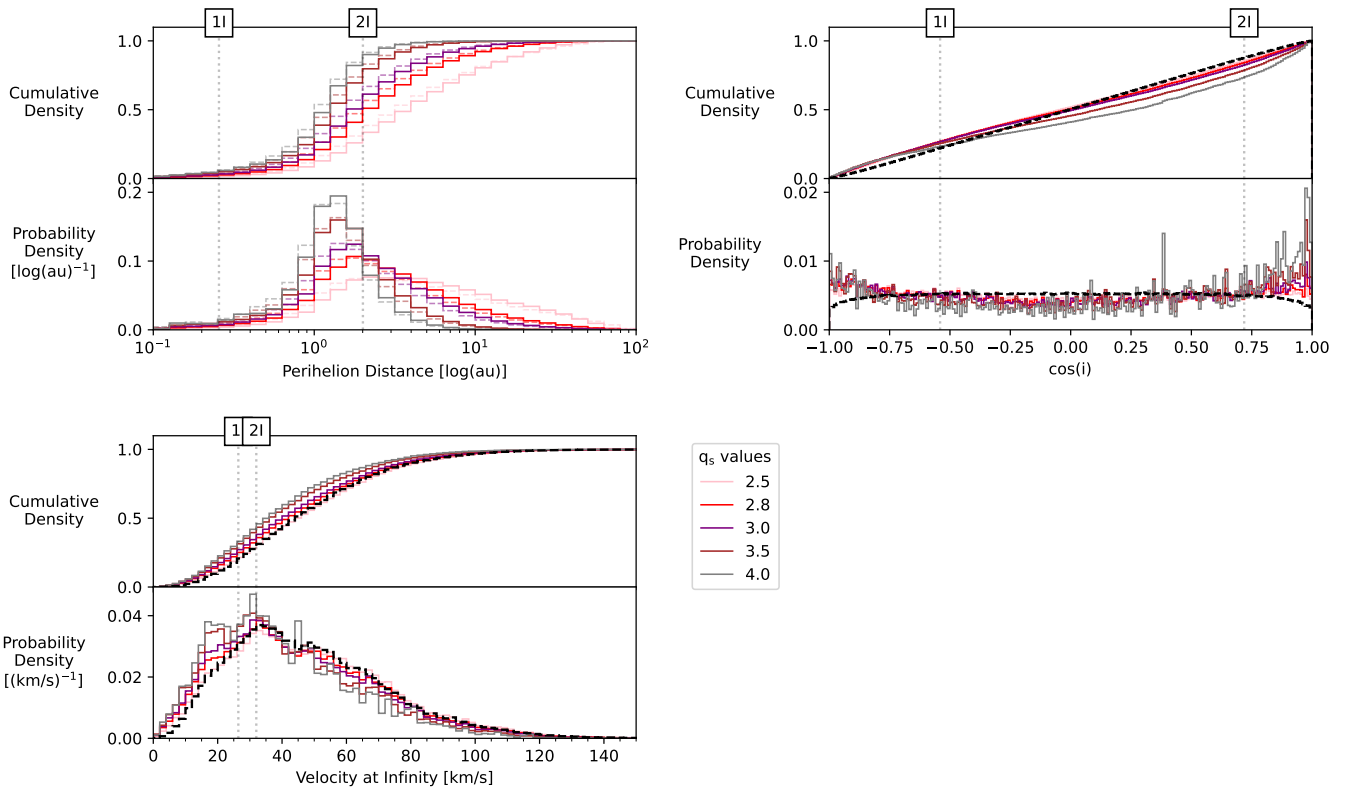 1I
2I
1.0
Cumulative
Density
0.5
0.0
0.2
Probability
Density
[log(au)⁻¹]
0.1
0.0
10⁻¹
10⁰
10¹
10²
Perihelion Distance [log(au)]
1I
2I
1.0
Cumulative
Density
0.5
0.0
0.02
Probability
Density
0.01
0.00
−1.00
−0.75
−0.50
−0.25
0.00
0.25
0.50
0.75
1.00
cos(i)
1
2I
1.0
Cumulative
Density
0.5
0.0
0.04
Probability
Density
[(km/s)⁻¹]
0.02
0.00
0
20
40
60
80
100
120
140
Velocity at Infinity [km/s]
qₛ values
2.5
2.8
3.0
3.5
4.0